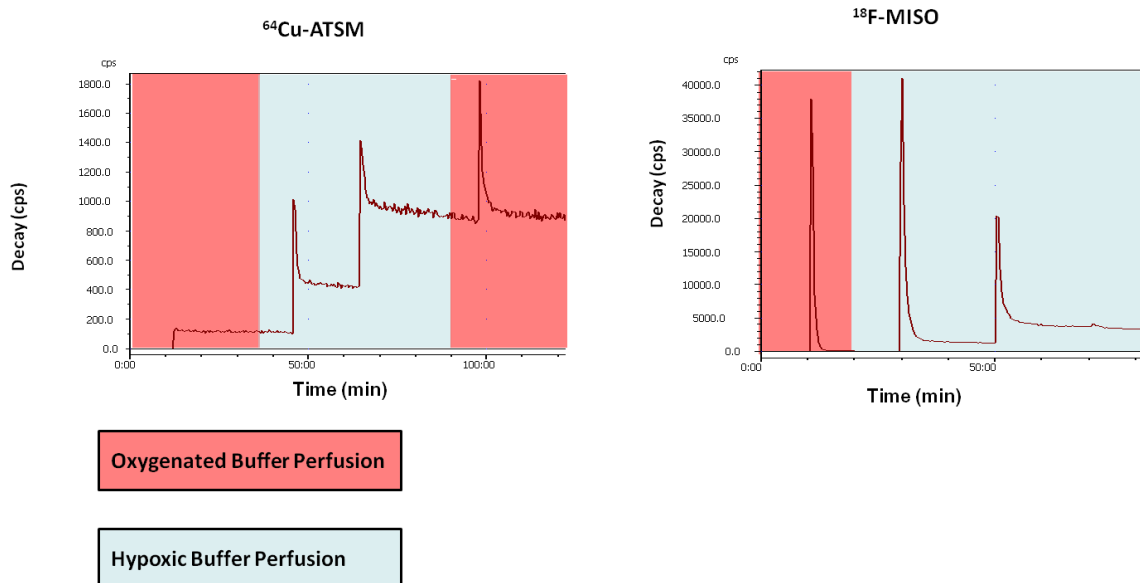 ⁶⁴Cu-ATSM
cps
1800.0
1600.0
1400.0
1200.0
1000.0
800.0
600.0
400.0
200.0
0.0
Decay (cps)
0:00
50:00
100:00
Time (min)
¹⁸F-MISO
cps
40000.0
35000.0
30000.0
25000.0
20000.0
15000.0
10000.0
5000.0
0.0
Decay (cps)
0:00
50:00
Time (min)
Oxygenated Buffer Perfusion
Hypoxic Buffer Perfusion